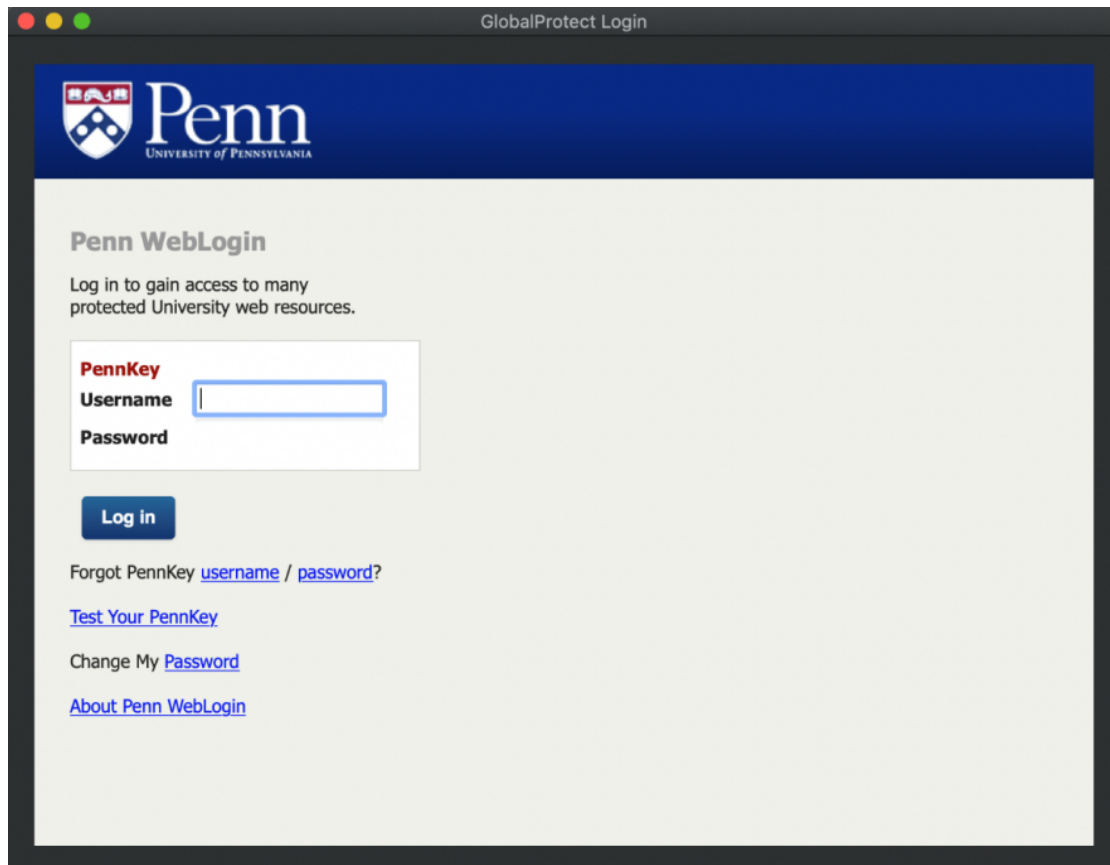 GlobalProtect Login
Penn
UNIVERSITY of PENNSYLVANIA
Penn WebLogin
Log in to gain access to many
protected University web resources.
PennKey
Username
Password
Log in
Forgot PennKey username / password?
Test Your PennKey
Change My Password
About Penn WebLogin